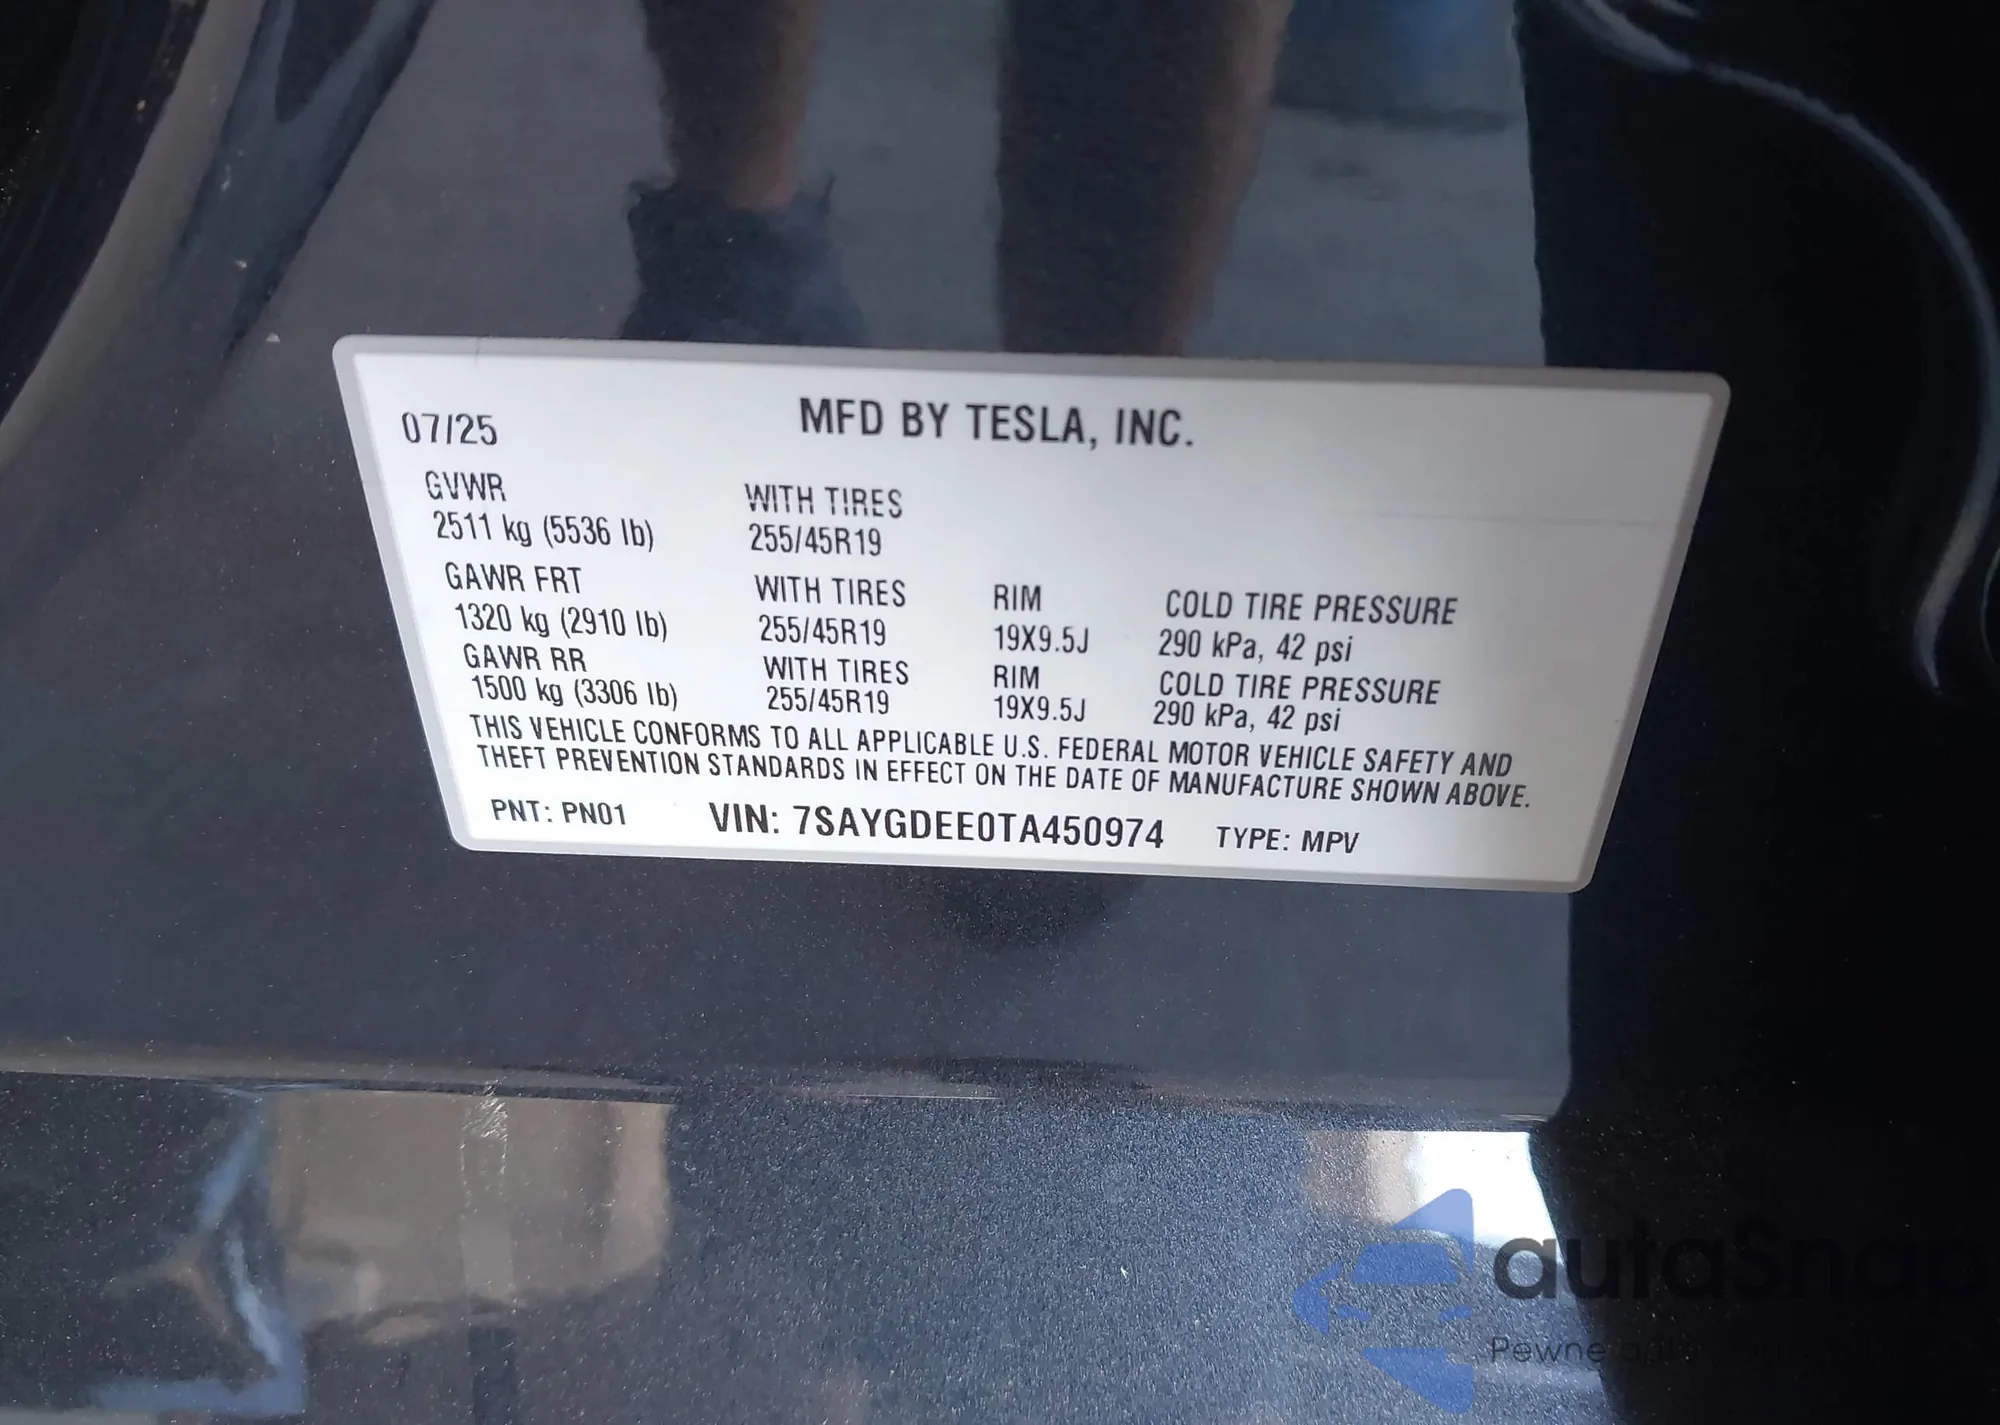 07/25 MFD BY TESLA, INC.
GVWR WITH TIRES
2511 kg (5536 lb) 255/45R19
GAWR FRT WITH TIRES RIM COLD TIRE PRESSURE
1320 kg (2910 lb) 255/45R19 19X9.5J 290 kPa, 42 psi
GAWR RR WITH TIRES RIM COLD TIRE PRESSURE
1500 kg (3306 lb) 255/45R19 19X9.5J 290 kPa, 42 psi
THIS VEHICLE CONFORMS TO ALL APPLICABLE U.S. FEDERAL MOTOR VEHICLE SAFETY AND
THEFT PREVENTION STANDARDS IN EFFECT ON THE DATE OF MANUFACTURE SHOWN ABOVE.
PNT: PN01 VIN: 7SAYGDEE0TA450974 TYPE: MPV
autaSnap
Pewne